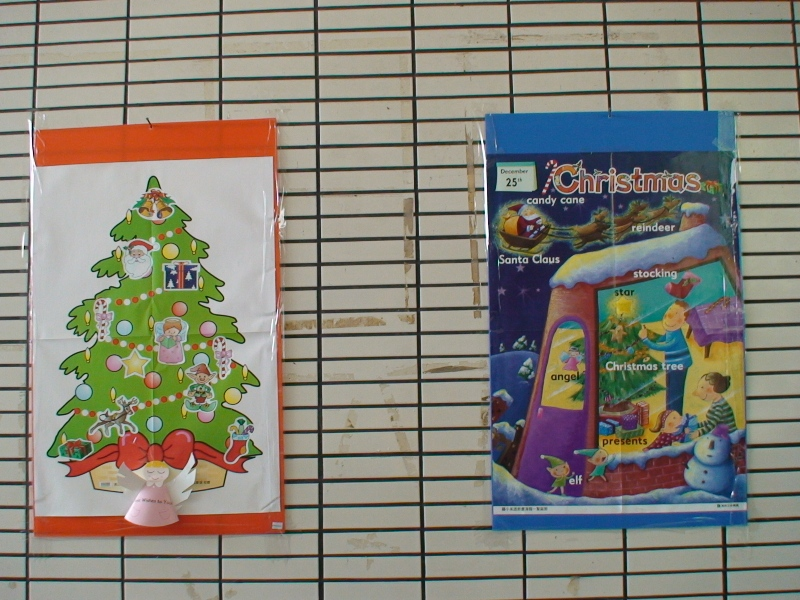 December
25th
Christmas
candy cane
reindeer
Santa Claus
stocking
star
angel
Christmas tree
presents
elf